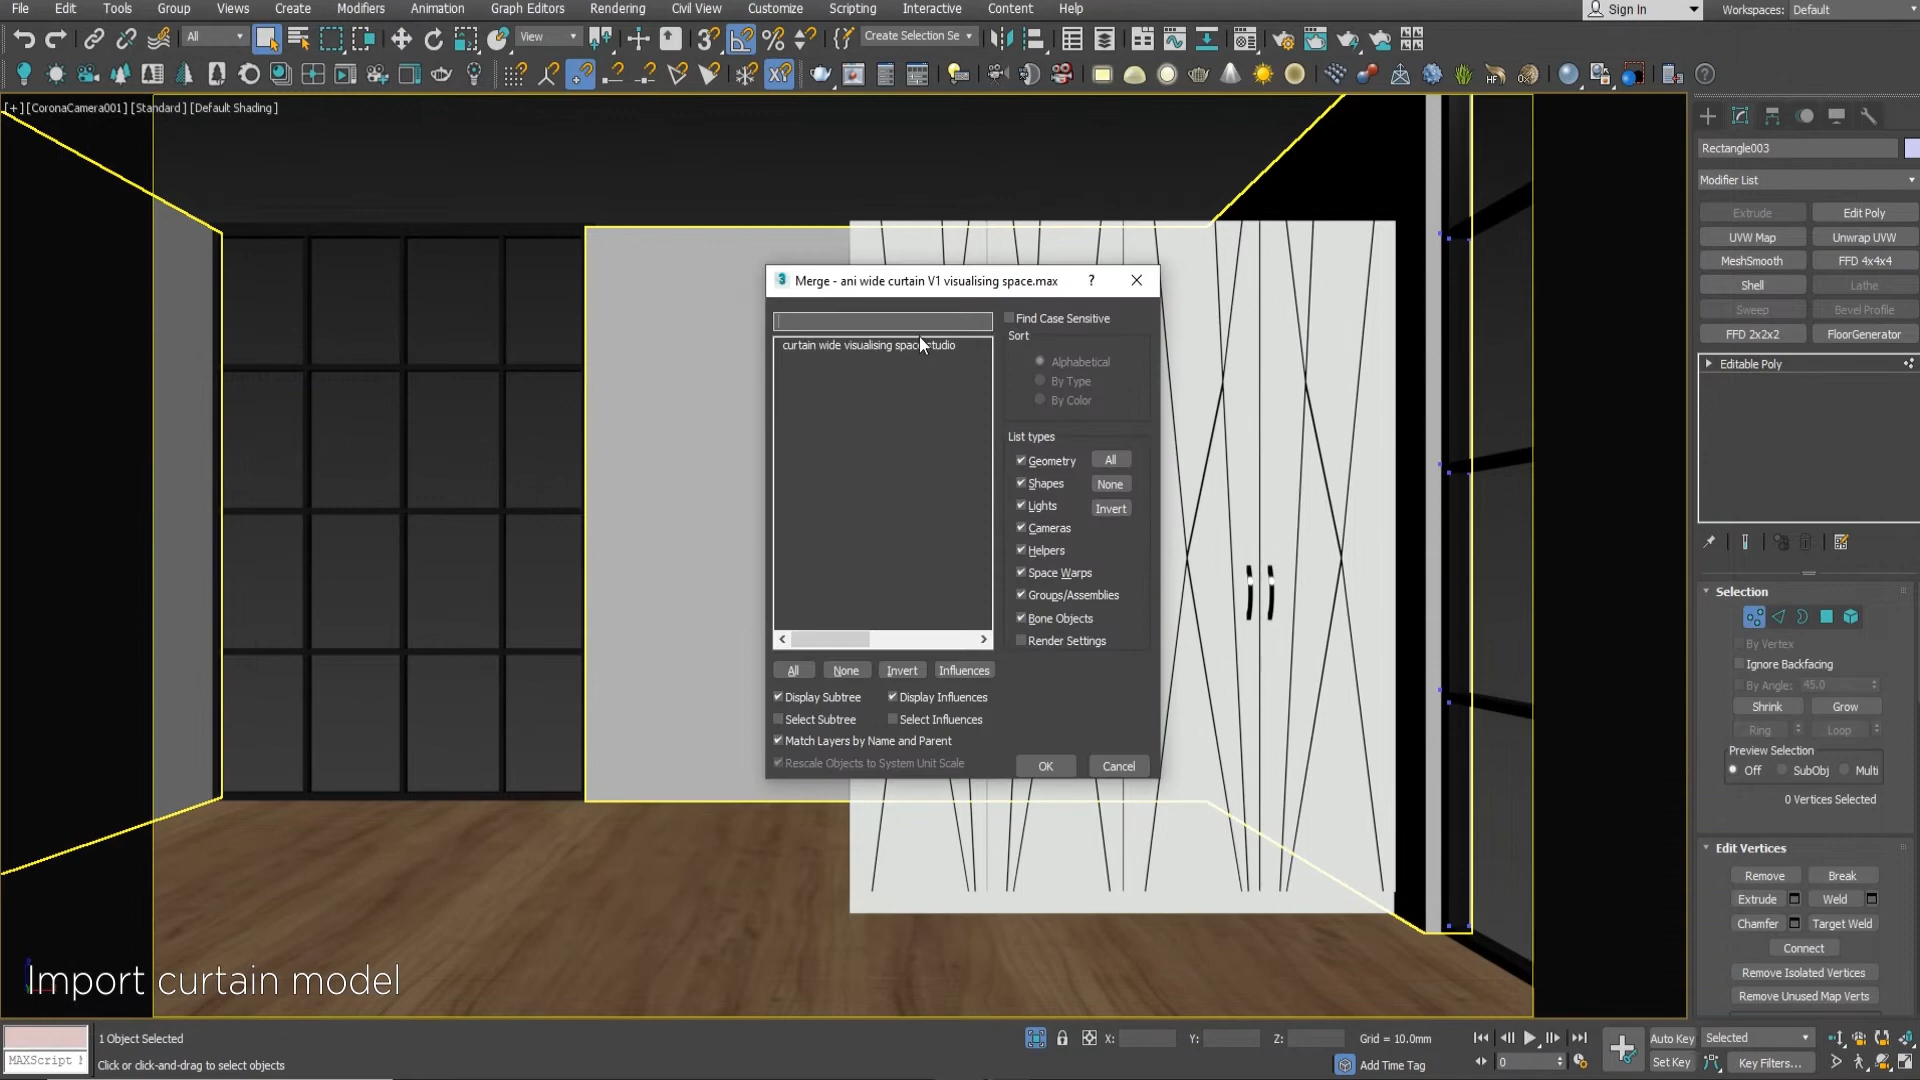 File Edit Tools Group Views Create Modifiers Animation Graph Editors Rendering Civil View Customize Scripting Interactive Content Help Sign In Workspaces: Default
All View Create Selection Se
[+] [CoronaCamera001] [Standard] [Default Shading]
Rectangle003
Modifier List
Extrude Edit Poly
UVW Map Unwrap UVW
MeshSmooth FFD 4x4x4
Shell Lathe
Sweep Bevel Profile
FFD 2x2x2 FloorGenerator
Editable Poly
Merge - ani wide curtain V1 visualising space.max ?
Find Case Sensitive
Sort
curtain wide visualising space studio
Alphabetical
By Type
By Color
List types
Geometry All
Shapes None
Lights Invert
Cameras
Helpers
Space Warps
Groups/Assemblies
Bone Objects
Render Settings
All None Invert Influences
Display Subtree Display Influences
Select Subtree Select Influences
Match Layers by Name and Parent
Rescale Objects to System Unit Scale
OK Cancel
Selection
By Vertex
Ignore Backfacing
By Angle: 45.0
Shrink Grow
Ring Loop
Preview Selection
Off SubObj Multi
0 Vertices Selected
Edit Vertices
Remove Break
Extrude Weld
Chamfer Target Weld
Connect
Remove Isolated Vertices
Remove Unused Map Verts
Import curtain model
1 Object Selected X: Y: Z: Grid = 10.0mm Auto Key Selected
MAXScript Click or click-and-drag to select objects Add Time Tag 0 Set Key Key Filters...